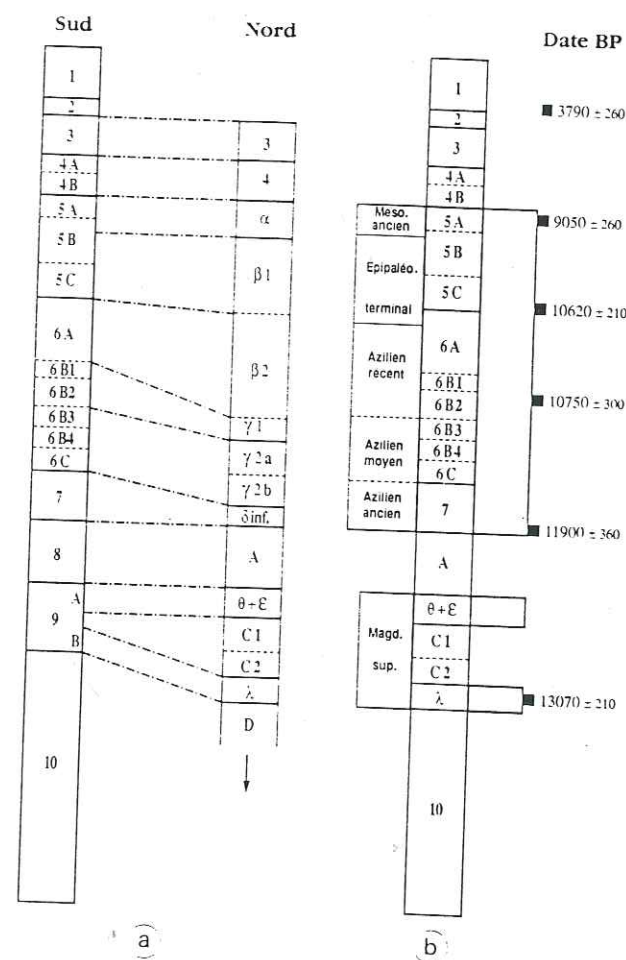 Sud
Nord
1
2
3
4A
4B
5A
5B
5C
6A
6B1
6B2
6B3
6B4
6C
7
8
A
9
B
10
3
4
α
β1
β2
γ1
γ2a
γ2b
δinf.
A
θ+ε
C1
C2
λ
D
a
Date BP
1
2
3
4A
4B
5A
5B
5C
6A
6B1
6B2
6B3
6B4
6C
7
A
θ+ε
C1
C2
λ
10
Meso.
ancien
Epipaléo.
terminal
Azilien
récent
Azilien
moyen
Azilien
ancien
Magd.
sup.
3790 ± 260
9050 ± 260
10620 ± 210
10750 ± 300
11900 ± 360
13070 ± 210
b